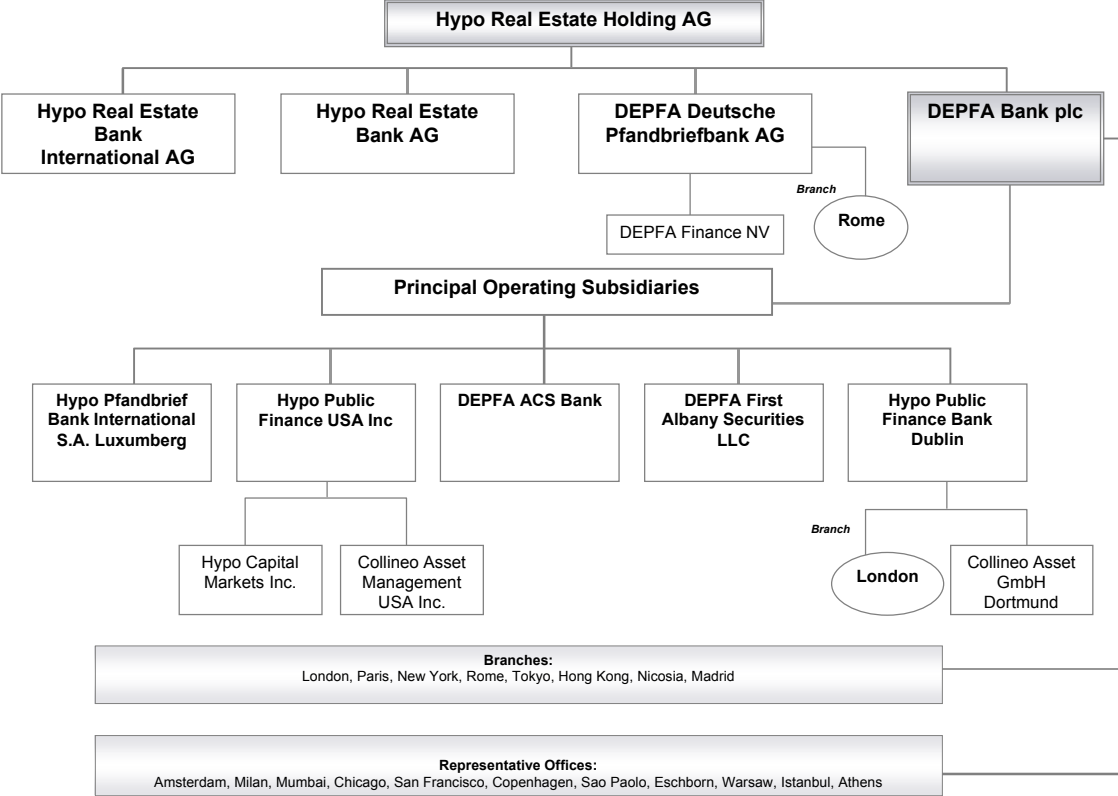 Hypo Real Estate Holding AG
Hypo Real Estate
Bank
International AG
Hypo Real Estate
Bank AG
DEPFA Deutsche
Pfandbriefbank AG
DEPFA Bank plc
Branch
Rome
DEPFA Finance NV
Principal Operating Subsidiaries
Hypo Pfandbrief
Bank International
S.A. Luxumberg
Hypo Public
Finance USA Inc
DEPFA ACS Bank
DEPFA First
Albany Securities
LLC
Hypo Public
Finance Bank
Dublin
Hypo Capital
Markets Inc.
Collineo Asset
Management
USA Inc.
Branch
London
Collineo Asset
GmbH
Dortmund
Branches:
London, Paris, New York, Rome, Tokyo, Hong Kong, Nicosia, Madrid
Representative Offices:
Amsterdam, Milan, Mumbai, Chicago, San Francisco, Copenhagen, Sao Paolo, Eschborn, Warsaw, Istanbul, Athens